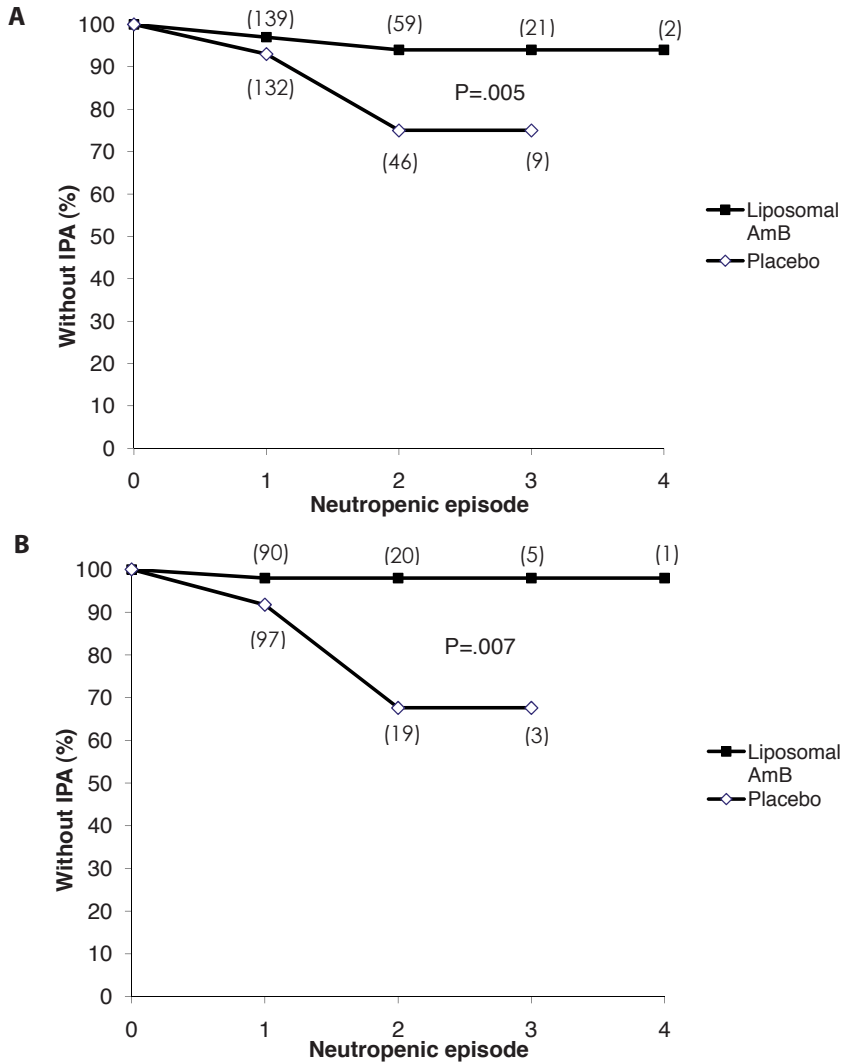 A
Without IPA (%)
100
90
80
70
60
50
40
30
20
10
0
(139)
(59)
(21)
(2)
(132)
(46)
(9)
P=.005
Liposomal
AmB
Placebo
0 1 2 3 4
Neutropenic episode
B
Without IPA (%)
100
90
80
70
60
50
40
30
20
10
0
(90)
(20)
(5)
(1)
(97)
(19)
(3)
P=.007
Liposomal
AmB
Placebo
0 1 2 3 4
Neutropenic episode